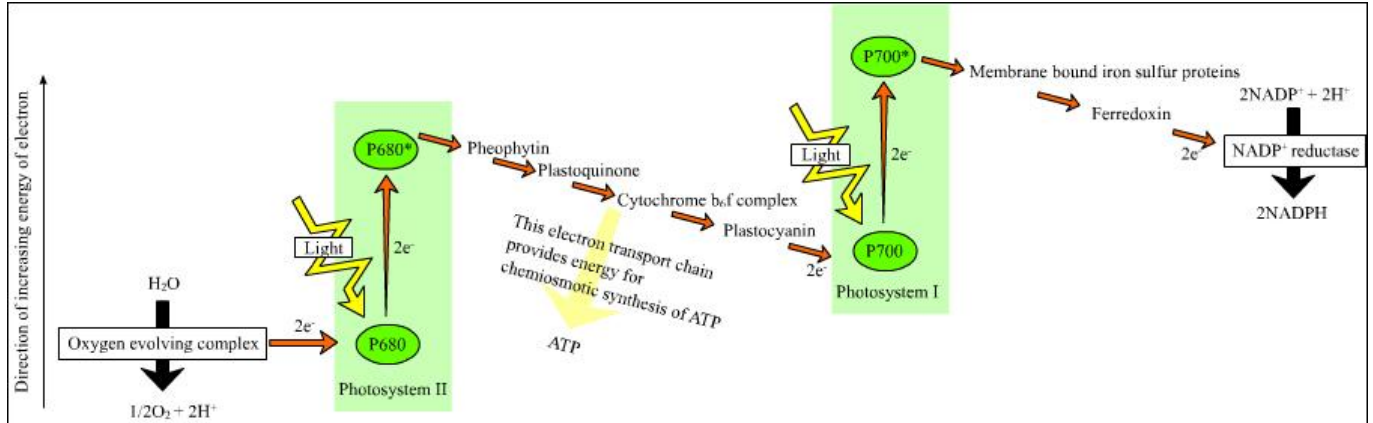 Direction of increasing energy of electron
H₂O
Oxygen evolving complex
1/2O₂ + 2H⁺
2e⁻
P680*
Light
2e⁻
P680
Photosystem II
Pheophytin
Plastoquinone
Cytochrome b₆f complex
Plastocyanin
2e⁻
This electron transport chain
provides energy for
chemiosmotic synthesis of ATP
ATP
P700*
Light
2e⁻
P700
Photosystem I
Membrane bound iron sulfur proteins
Ferredoxin
2e⁻
2NADP⁺ + 2H⁺
NADP⁺ reductase
2NADPH